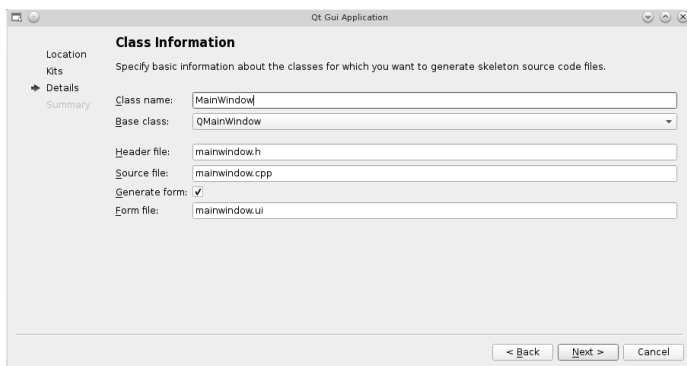 Qt Gui Application
Location
Kits
Details
Summary
Class Information
Specify basic information about the classes for which you want to generate skeleton source code files.
Class name: MainWindow
Base class: QMainWindow
Header file: mainwindow.h
Source file: mainwindow.cpp
Generate form:
Form file: mainwindow.ui
< Back Next > Cancel